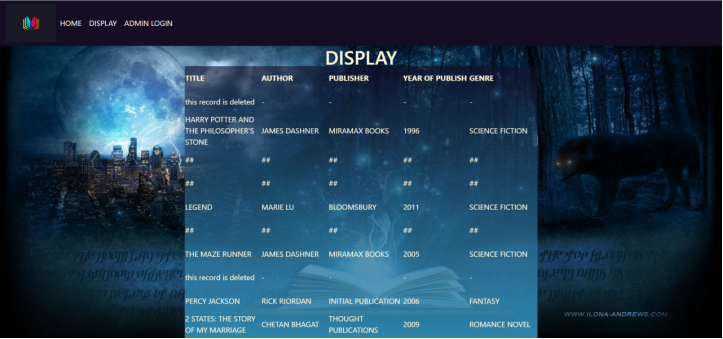 HOME DISPLAY ADMIN LOGIN
DISPLAY
TITLE AUTHOR PUBLISHER YEAR OF PUBLISH GENRE
this record is deleted - - - -
HARRY POTTER AND
THE PHILOSOPHER'S JAMES DASHNER MIRAMAX BOOKS 1996 SCIENCE FICTION
STONE
## ## ## ## ##
## ## ## ## ##
LEGEND MARIE LU BLOOMSBURY 2011 SCIENCE FICTION
## ## ## ## ##
THE MAZE RUNNER JAMES DASHNER MIRAMAX BOOKS 2005 SCIENCE FICTION
this record is deleted - - - -
PERCY JACKSON RICK RIORDAN INITIAL PUBLICATION 2006 FANTASY
WWW.ILONA-ANDREWS.COM
2 STATES: THE STORY THOUGHT
CHETAN BHAGAT 2009 ROMANCE NOVEL
OF MY MARRIAGE PUBLICATIONS